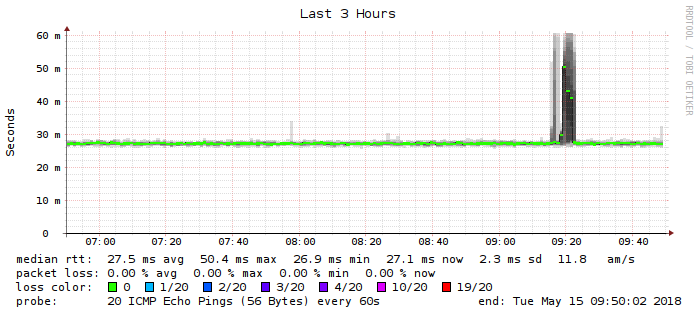 Last 3 Hours
RRDTOOL / TOBI OETIKER
Seconds
60 m
50 m
40 m
30 m
20 m
10 m
0
07:00 07:20 07:40 08:00 08:20 08:40 09:00 09:20 09:40
median rtt: 27.5 ms avg 50.4 ms max 26.9 ms min 27.1 ms now 2.3 ms sd 11.8 am/s
packet loss: 0.00 % avg 0.00 % max 0.00 % min 0.00 % now
loss color: 0 1/20 2/20 3/20 4/20 10/20 19/20
probe: 20 ICMP Echo Pings (56 Bytes) every 60s end: Tue May 15 09:50:02 2018